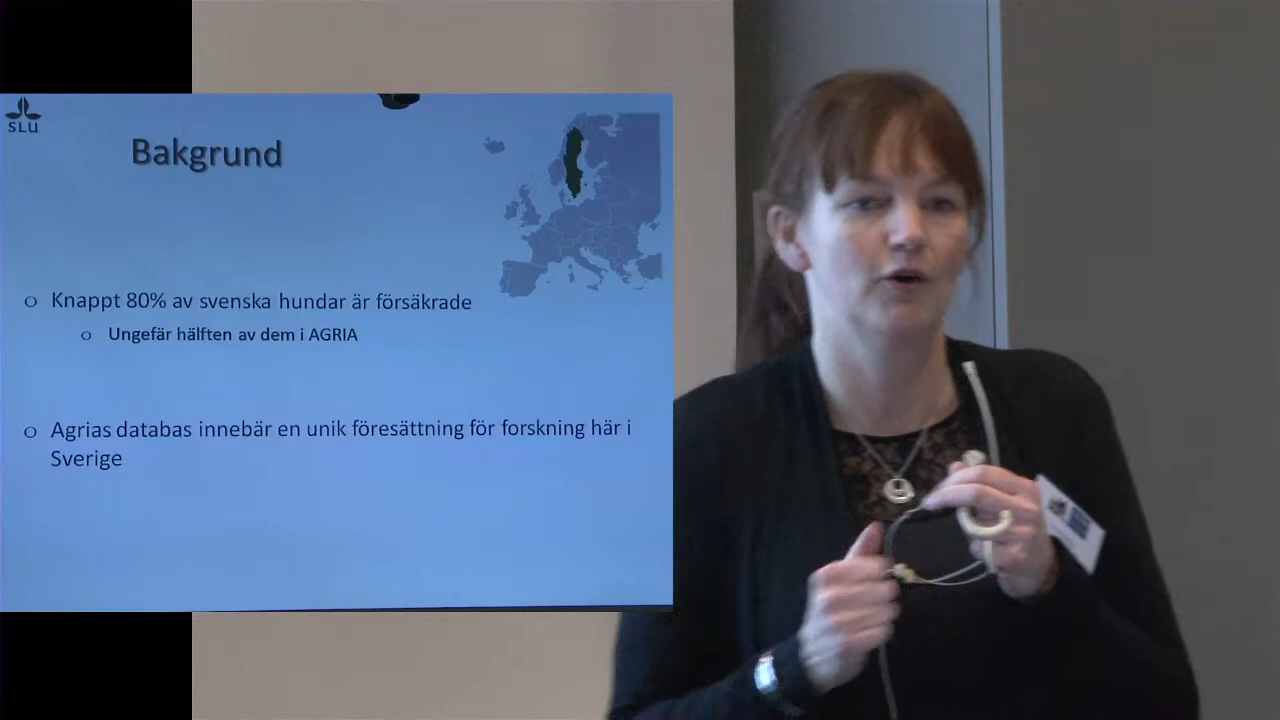 SLU
Bakgrund
Knappt 80% av svenska hundar är försäkrade
Ungefär hälften av dem i AGRIA
Agrias databas innebär en unik föresättning för forskning här i
Sverige